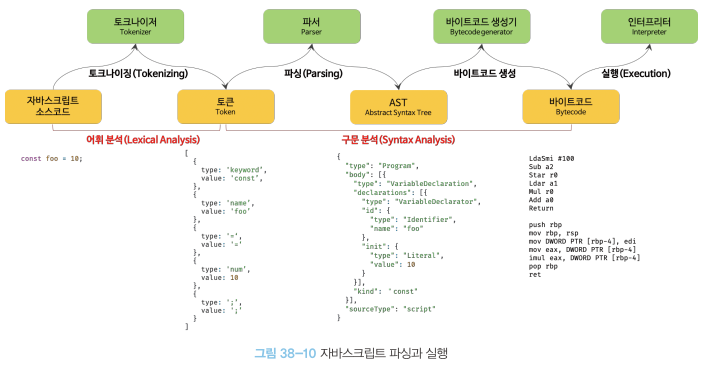 토크나이저
Tokenizer
파서
Parser
바이트코드 생성기
Bytecode generator
인터프리터
Interpreter
토크나이징(Tokenizing)
파싱(Parsing)
바이트코드 생성
실행(Execution)
자바스크립트
소스코드
토큰
Token
AST
Abstract Syntax Tree
바이트코드
Bytecode
어휘 분석(Lexical Analysis)
구문 분석(Syntax Analysis)
const foo = 10;
[
{
type: 'keyword',
value: 'const',
},
{
type: 'name',
value: 'foo'
},
{
type: '=',
value: '='
},
{
type: 'num',
value: 10
},
{
type: ';',
value: ';'
}
]
{
"type": "Program",
"body": [{
"type": "VariableDeclaration",
"declarations": [{
"type": "VariableDeclarator",
"id": {
"type": "Identifier",
"name": "foo"
},
"init": {
"type": "Literal",
"value": 10
}
}],
"kind": 'const"
}],
"sourceType": "script"
}
LdaSmi #100
Sub a2
Star r0
Ldar a1
Mul r0
Add a0
Return
push rbp
mov rbp, rsp
mov DWORD PTR [rbp-4], edi
mov eax, DWORD PTR [rbp-4]
imul eax, DWORD PTR [rbp-4]
pop rbp
ret
그림 38-10 자바스크립트 파싱과 실행